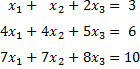 x₁ + x₂ + 2x₃ = 3
4x₁ + 4x₂ + 5x₃ = 6
7x₁ + 7x₂ + 8x₃ = 10